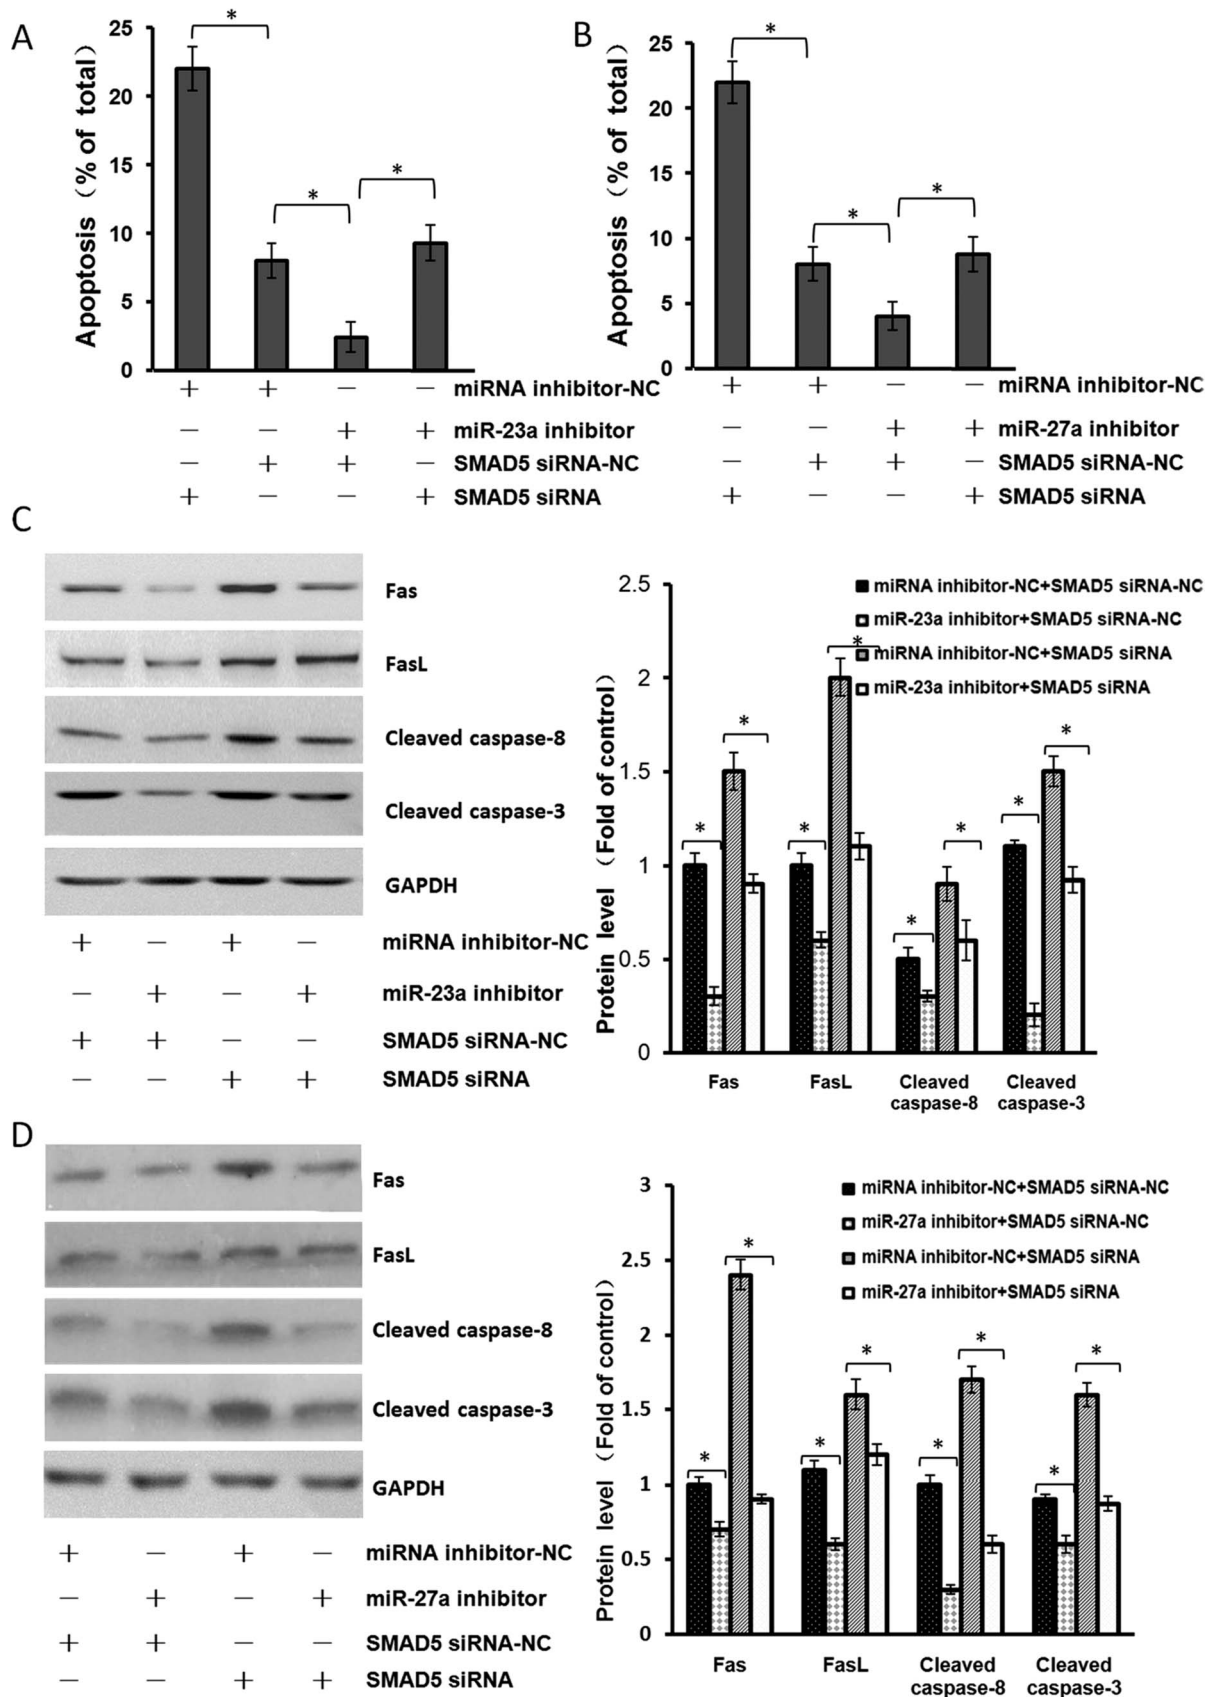 A
Apoptosis (% of total)
25
20
15
10
5
0
*
*
*
+ + − − miRNA inhibitor-NC
− − + + miR-23a inhibitor
− + + − SMAD5 siRNA-NC
+ − − + SMAD5 siRNA
B
Apoptosis (% of total)
25
20
15
10
5
0
*
*
*
+ + − − miRNA inhibitor-NC
− − + + miR-27a inhibitor
− + + − SMAD5 siRNA-NC
+ − − + SMAD5 siRNA
C
Fas
FasL
Cleaved caspase-8
Cleaved caspase-3
GAPDH
+ − + − miRNA inhibitor-NC
− + − + miR-23a inhibitor
+ + − − SMAD5 siRNA-NC
− − + + SMAD5 siRNA
Protein level (Fold of control)
2.5
2
1.5
1
0.5
0
miRNA inhibitor-NC+SMAD5 siRNA-NC
miR-23a inhibitor+SMAD5 siRNA-NC
miRNA inhibitor-NC+SMAD5 siRNA
miR-23a inhibitor+SMAD5 siRNA
* * * * * * * *
Fas FasL Cleaved Cleaved
caspase-8 caspase-3
D
Fas
FasL
Cleaved caspase-8
Cleaved caspase-3
GAPDH
+ − + − miRNA inhibitor-NC
− + − + miR-27a inhibitor
+ + − − SMAD5 siRNA-NC
− − + + SMAD5 siRNA
Protein level (Fold of control)
3
2.5
2
1.5
1
0.5
0
miRNA inhibitor-NC+SMAD5 siRNA-NC
miR-27a inhibitor+SMAD5 siRNA-NC
miRNA inhibitor-NC+SMAD5 siRNA
miR-27a inhibitor+SMAD5 siRNA
* * * * * * * *
Fas FasL Cleaved Cleaved
caspase-8 caspase-3